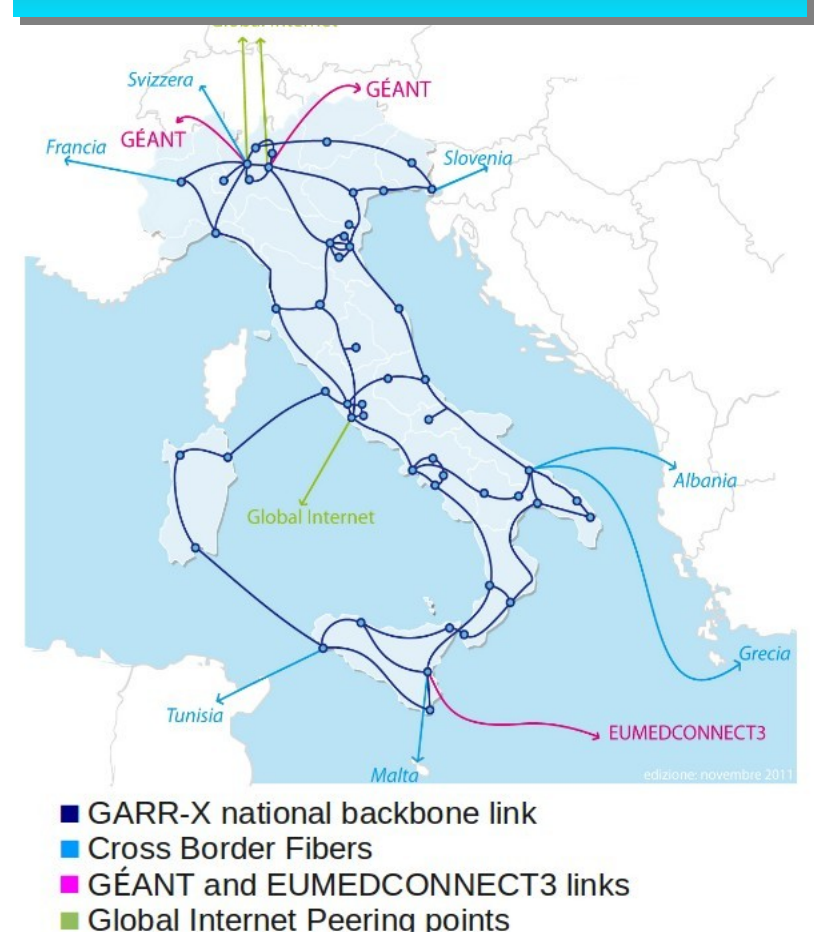 Svizzera
GÉANT
GÉANT
Francia
Slovenia
Global Internet
Albania
Grecia
Tunisia
EUMEDCONNECT3
Malta
edizione: novembre 2011
GARR-X national backbone link
Cross Border Fibers
GÉANT and EUMEDCONNECT3 links
Global Internet Peering points